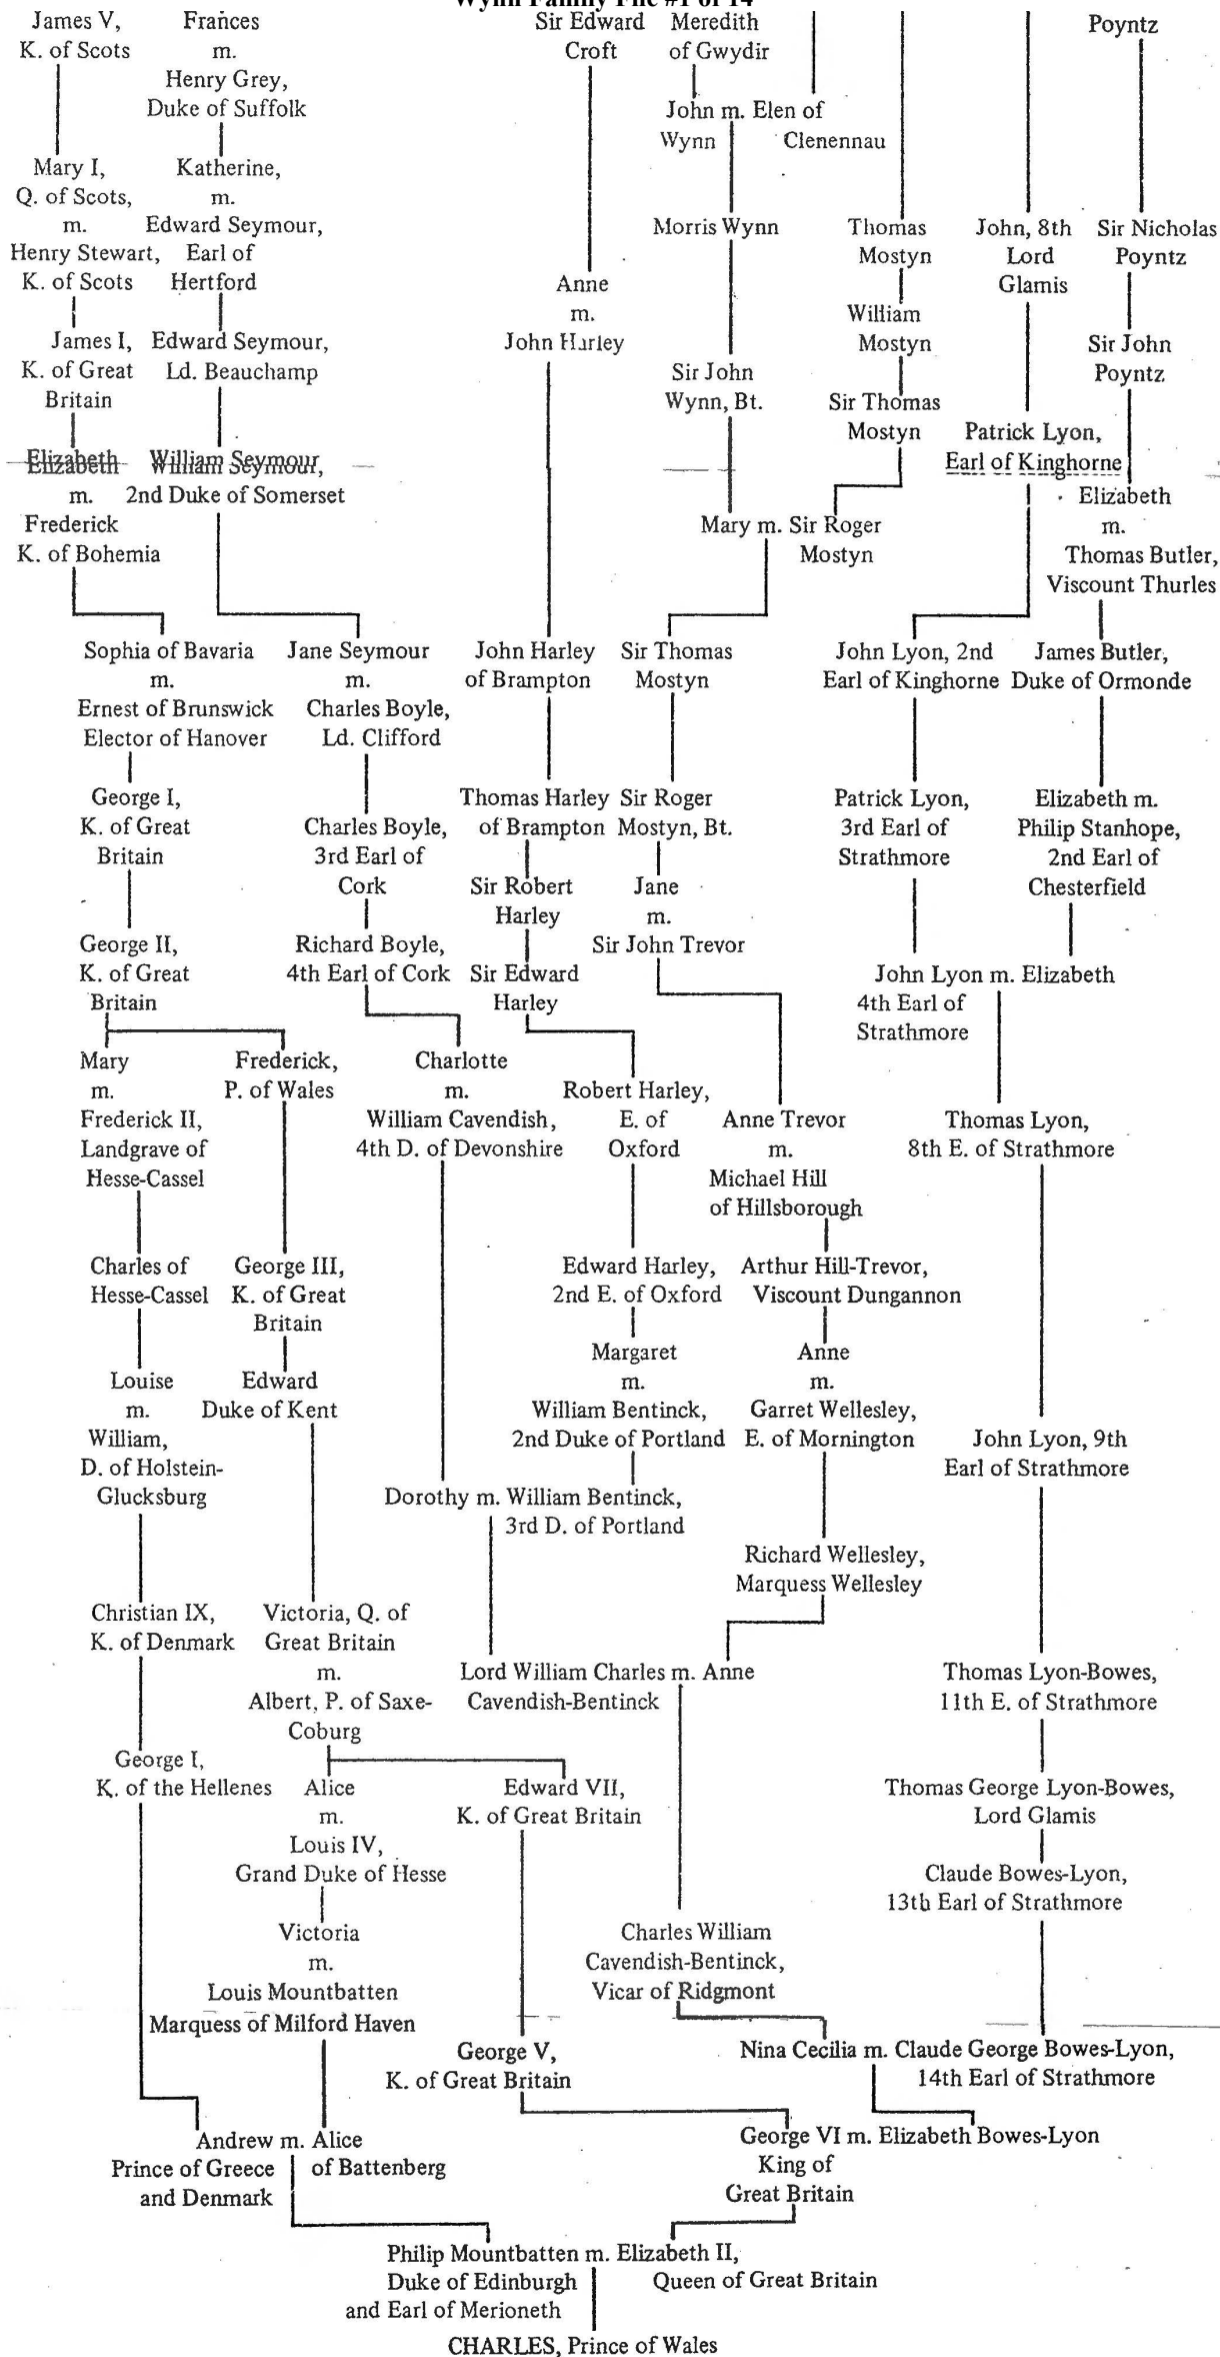 Wynn Family File #1 of 14
James V,
K. of Scots
Frances
m.
Henry Grey,
Duke of Suffolk
Sir Edward
Croft
Meredith
of Gwydir
Poyntz
John m. Elen of
Wynn
Clenennau
Mary I,
Q. of Scots,
m.
Henry Stewart,
K. of Scots
Katherine,
m.
Edward Seymour,
Earl of
Hertford
Anne
m.
John Harley
Morris Wynn
Thomas
Mostyn
John, 8th
Lord
Glamis
Sir Nicholas
Poyntz
James I,
K. of Great
Britain
Edward Seymour,
Ld. Beauchamp
Sir John
Wynn, Bt.
William
Mostyn
Sir Thomas
Mostyn
Sir John
Poyntz
Patrick Lyon,
Earl of Kinghorne
Elizabeth
m.
Frederick
K. of Bohemia
William Seymour,
2nd Duke of Somerset
Mary m. Sir Roger
Mostyn
Elizabeth
m.
Thomas Butler,
Viscount Thurles
Sophia of Bavaria
m.
Ernest of Brunswick
Elector of Hanover
Jane Seymour
m.
Charles Boyle,
Ld. Clifford
John Harley
of Brampton
Sir Thomas
Mostyn
John Lyon, 2nd
Earl of Kinghorne
James Butler,
Duke of Ormonde
George I,
K. of Great
Britain
Charles Boyle,
3rd Earl of
Cork
Thomas Harley
of Brampton
Sir Roger
Mostyn, Bt.
Patrick Lyon,
3rd Earl of
Strathmore
Elizabeth m.
Philip Stanhope,
2nd Earl of
Chesterfield
Sir Robert
Harley
Jane
m.
Sir John Trevor
George II,
K. of Great
Britain
Richard Boyle,
4th Earl of Cork
Sir Edward
Harley
John Lyon m. Elizabeth
4th Earl of
Strathmore
Mary
m.
Frederick II,
Landgrave of
Hesse-Cassel
Frederick,
P. of Wales
Charlotte
m.
William Cavendish,
4th D. of Devonshire
Robert Harley,
E. of
Oxford
Anne Trevor
m.
Michael Hill
of Hillsborough
Thomas Lyon,
8th E. of Strathmore
Charles of
Hesse-Cassel
George III,
K. of Great
Britain
Edward Harley,
2nd E. of Oxford
Arthur Hill-Trevor,
Viscount Dungannon
Louise
m.
William,
D. of Holstein-
Glucksburg
Edward
Duke of Kent
Margaret
m.
William Bentinck,
2nd Duke of Portland
Anne
m.
Garret Wellesley,
E. of Mornington
John Lyon, 9th
Earl of Strathmore
Dorothy m. William Bentinck,
3rd D. of Portland
Richard Wellesley,
Marquess Wellesley
Christian IX,
K. of Denmark
Victoria, Q. of
Great Britain
m.
Albert, P. of Saxe-
Coburg
Lord William Charles m. Anne
Cavendish-Bentinck
Thomas Lyon-Bowes,
11th E. of Strathmore
George I,
K. of the Hellenes
Alice
m.
Louis IV,
Grand Duke of Hesse
Edward VII,
K. of Great Britain
Thomas George Lyon-Bowes,
Lord Glamis
Claude Bowes-Lyon,
13th Earl of Strathmore
Victoria
m.
Louis Mountbatten
Marquess of Milford Haven
Charles William
Cavendish-Bentinck,
Vicar of Ridgmont
George V,
K. of Great Britain
Nina Cecilia m. Claude George Bowes-Lyon,
14th Earl of Strathmore
Andrew m. Alice
Prince of Greece
and Denmark
of Battenberg
George VI m. Elizabeth Bowes-Lyon
King of
Great Britain
Philip Mountbatten m. Elizabeth II,
Duke of Edinburgh
and Earl of Merioneth
Queen of Great Britain
CHARLES, Prince of Wales